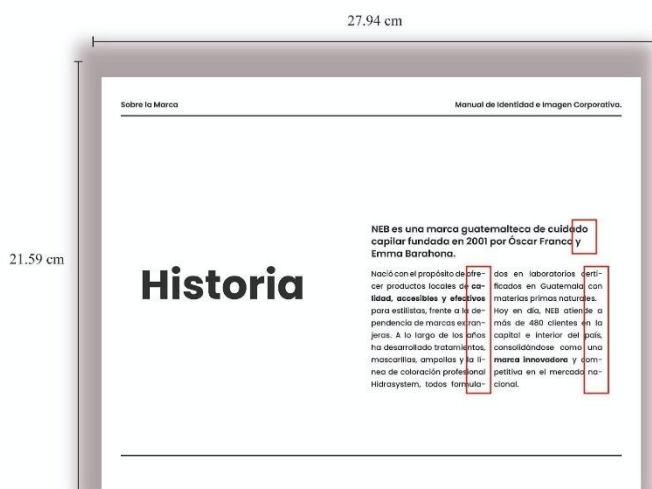 27.94 cm
Sobre la Marca
Manual de Identidad e Imagen Corporativa.
21.59 cm
Historia
NEB es una marca guatemalteca de cuidado
capilar fundada en 2001 por Óscar Franco y
Emma Barahona.
Nació con el propósito de ofre-
cer productos locales de ca-
lidad, accesibles y efectivos
para estilistas, frente a la de-
pendencia de marcas extran-
jeras. A lo largo de los años
ha desarrollado tratamientos,
mascarillas, ampollas y la lí-
nea de coloración profesional
Hidrasystem, todos formula-
dos en laboratorios certi-
ficados en Guatemala con
materias primas naturales.
Hoy en día, NEB atiende a
más de 480 clientes en la
capital e interior del país,
consolidándose como una
marca innovadora y com-
petitiva en el mercado na-
cional.